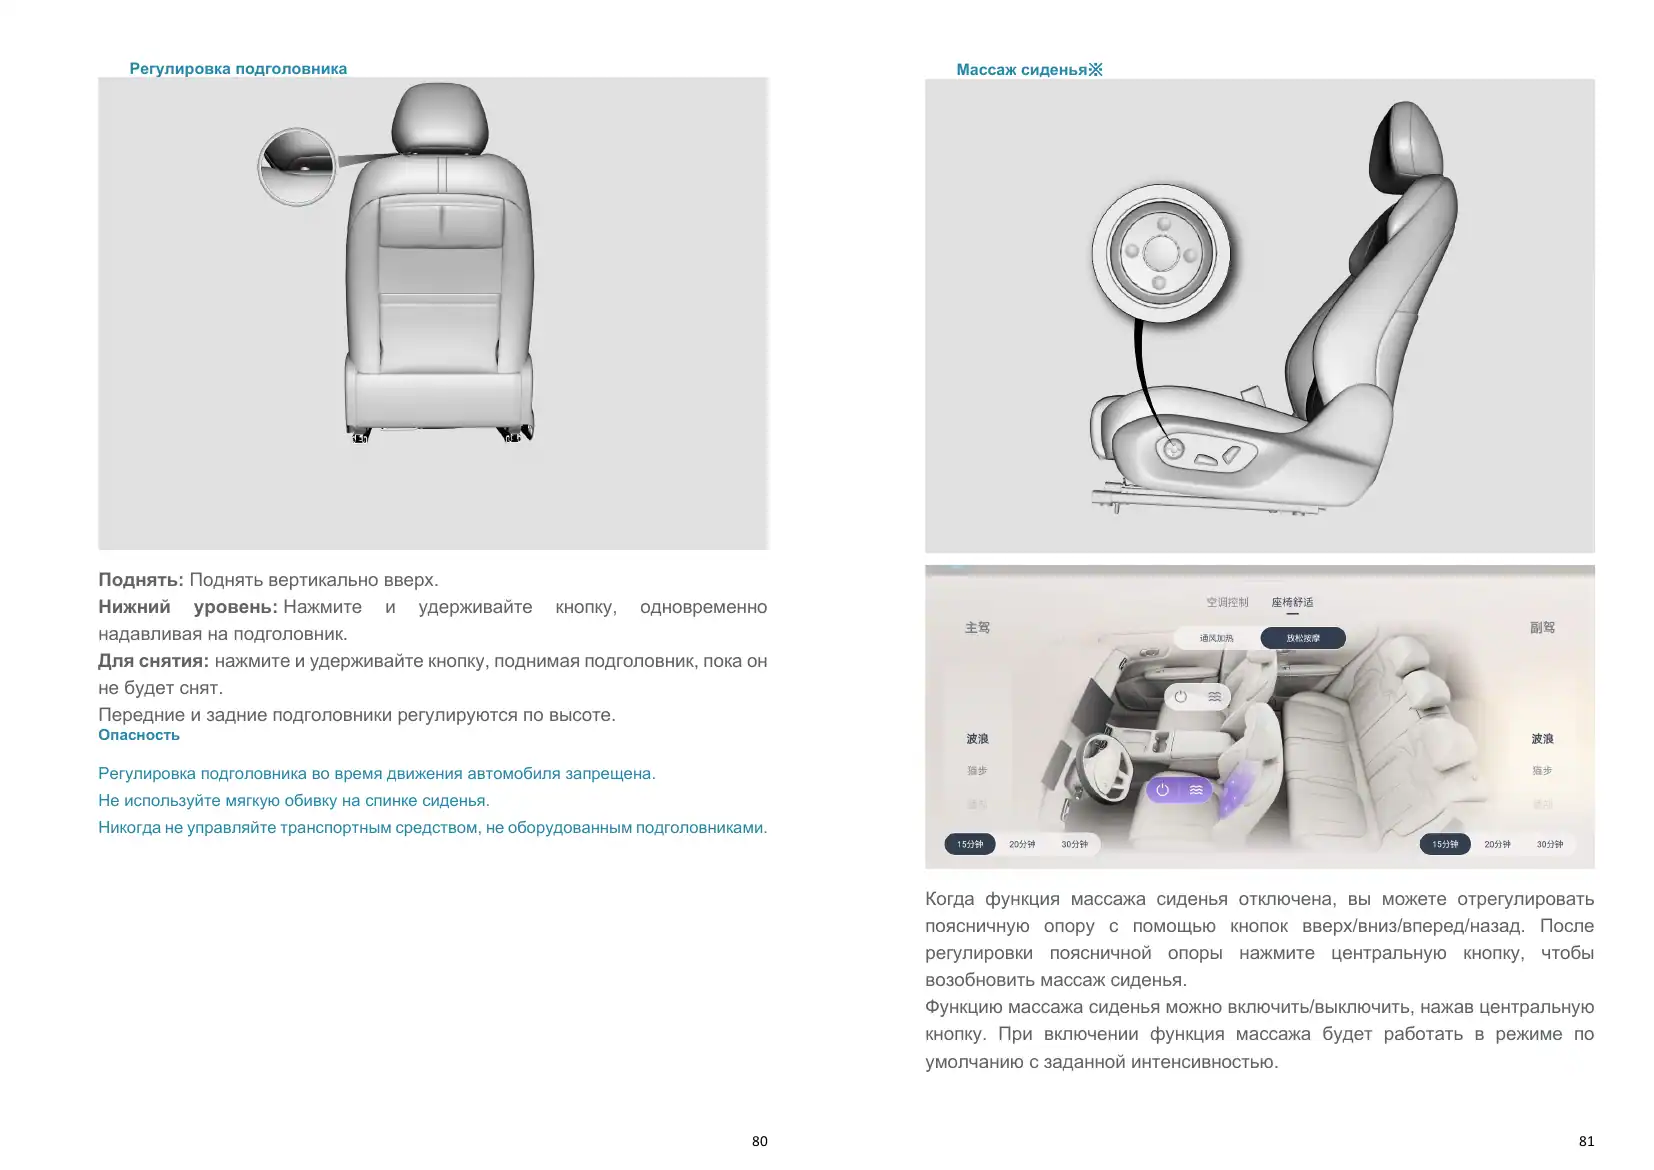 Регулировка подголовника
Поднять: Поднять вертикально вверх.
Нижний уровень: Нажмите и удерживайте кнопку, одновременно
надавливая на подголовник.
Для снятия: нажмите и удерживайте кнопку, поднимая подголовник, пока он
не будет снят.
Передние и задние подголовники регулируются по высоте.
Опасность
Регулировка подголовника во время движения автомобиля запрещена.
Не используйте мягкую обивку на спинке сиденья.
Никогда не управляйте транспортным средством, не оборудованным подголовниками.
80
Массаж сиденья※
空调控制 座椅舒适
主驾 副驾
通风加热 放松按摩
波浪 波浪
猫步 猫步
15分钟 20分钟 30分钟 15分钟 20分钟 30分钟
Когда функция массажа сиденья отключена, вы можете отрегулировать
поясничную опору с помощью кнопок вверх/вниз/вперед/назад. После
регулировки поясничной опоры нажмите центральную кнопку, чтобы
возобновить массаж сиденья.
Функцию массажа сиденья можно включить/выключить, нажав центральную
кнопку. При включении функция массажа будет работать в режиме по
умолчанию с заданной интенсивностью.
81